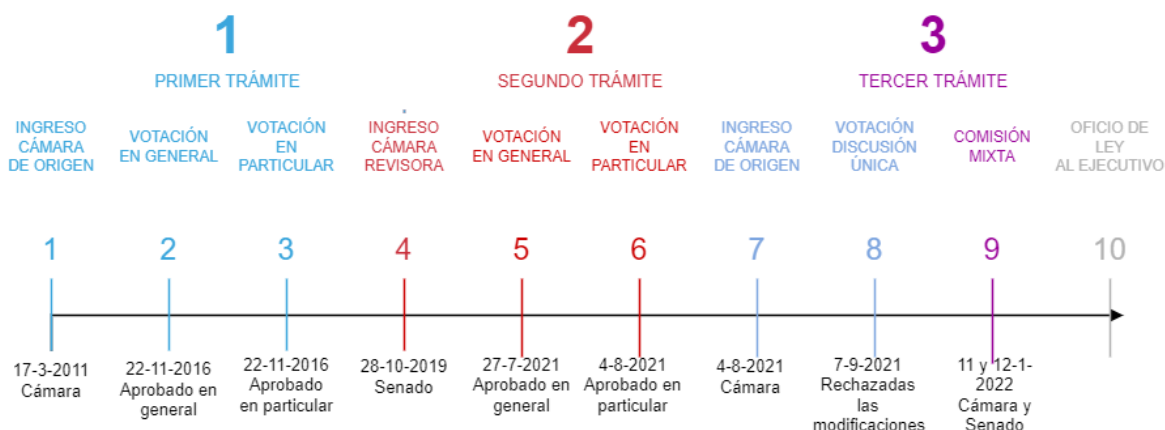 1
2
3
PRIMER TRÁMITE
SEGUNDO TRÁMITE
TERCER TRÁMITE
INGRESO
CÁMARA
DE ORIGEN
VOTACIÓN
EN GENERAL
VOTACIÓN
EN
PARTICULAR
INGRESO
CÁMARA
REVISORA
VOTACIÓN
EN GENERAL
VOTACIÓN
EN
PARTICULAR
INGRESO
CÁMARA
DE ORIGEN
VOTACIÓN
DISCUSIÓN
ÚNICA
COMISIÓN
MIXTA
OFICIO DE
LEY
AL EJECUTIVO
1
2
3
4
5
6
7
8
9
10
17-3-2011
Cámara
22-11-2016
Aprobado en
general
22-11-2016
Aprobado
en particular
28-10-2019
Senado
27-7-2021
Aprobado en
general
4-8-2021
Aprobado en
particular
4-8-2021
Cámara
7-9-2021
Rechazadas
las
modificaciones
11 y 12-1-
2022
Cámara y
Senado